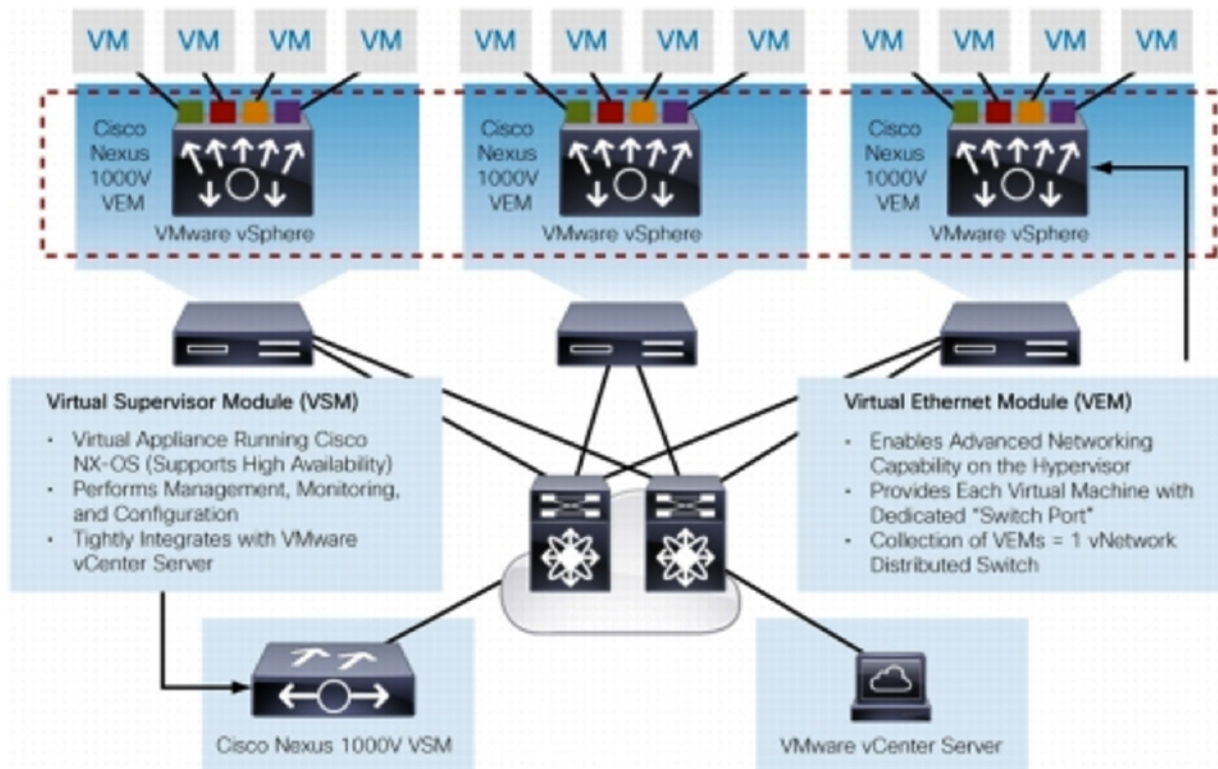 VM VM VM VM VM VM VM VM VM VM VM VM
Cisco
Nexus
1000V
VEM
VMware vSphere
Cisco
Nexus
1000V
VEM
VMware vSphere
Cisco
Nexus
1000V
VEM
VMware vSphere
Virtual Supervisor Module (VSM)
• Virtual Appliance Running Cisco
NX-OS (Supports High Availability)
• Performs Management, Monitoring,
and Configuration
• Tightly Integrates with VMware
vCenter Server
Virtual Ethernet Module (VEM)
• Enables Advanced Networking
Capability on the Hypervisor
• Provides Each Virtual Machine with
Dedicated "Switch Port"
• Collection of VEMs = 1 vNetwork
Distributed Switch
Cisco Nexus 1000V VSM
VMware vCenter Server